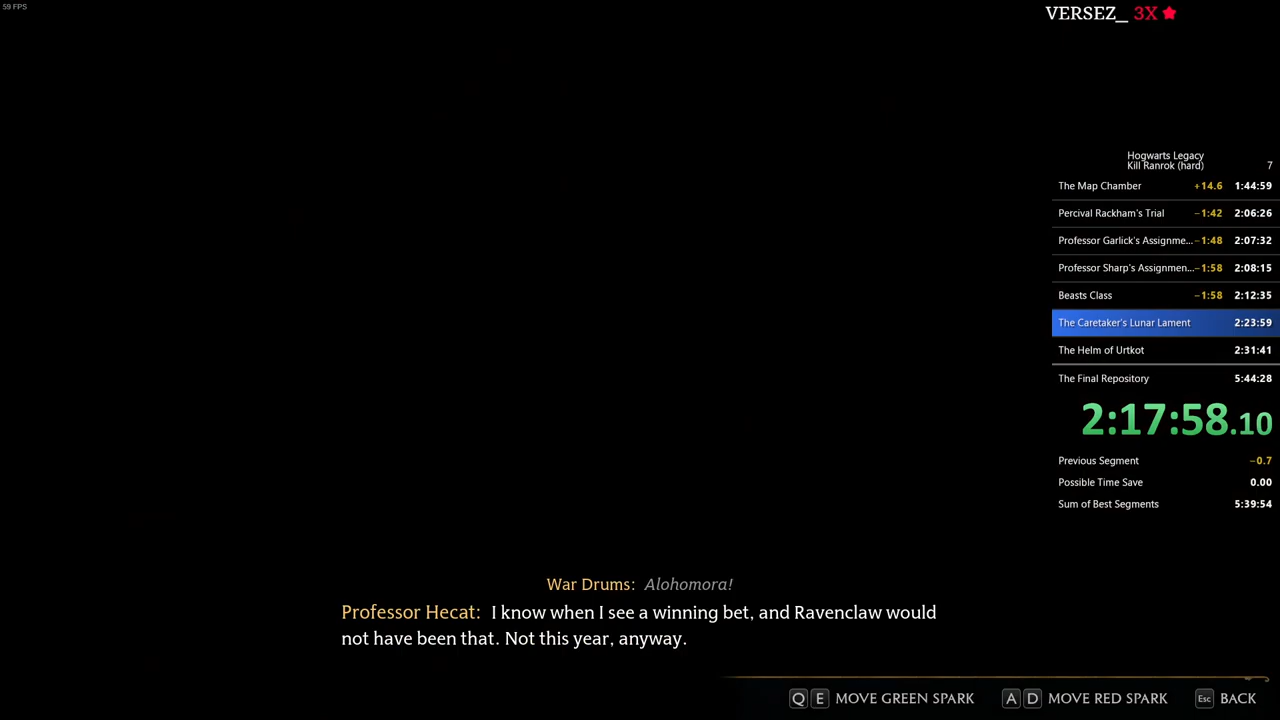 59 FPS
VERSEZ_ 3X
Hogwarts Legacy
Kill Ranrok (hard) 7
The Map Chamber +14.6 1:44:59
Percival Rackham's Trial −1:42 2:06:26
Professor Garlick's Assignme... −1:48 2:07:32
Professor Sharp's Assignmen... −1:58 2:08:15
Beasts Class −1:58 2:12:35
The Caretaker's Lunar Lament 2:23:59
The Helm of Urtkot 2:31:41
The Final Repository 5:44:28
2:17:58.10
Previous Segment −0.7
Possible Time Save 0.00
Sum of Best Segments 5:39:54
War Drums: Alohomora!
Professor Hecat: I know when I see a winning bet, and Ravenclaw would
not have been that. Not this year, anyway.
Q E MOVE GREEN SPARK A D MOVE RED SPARK Esc BACK